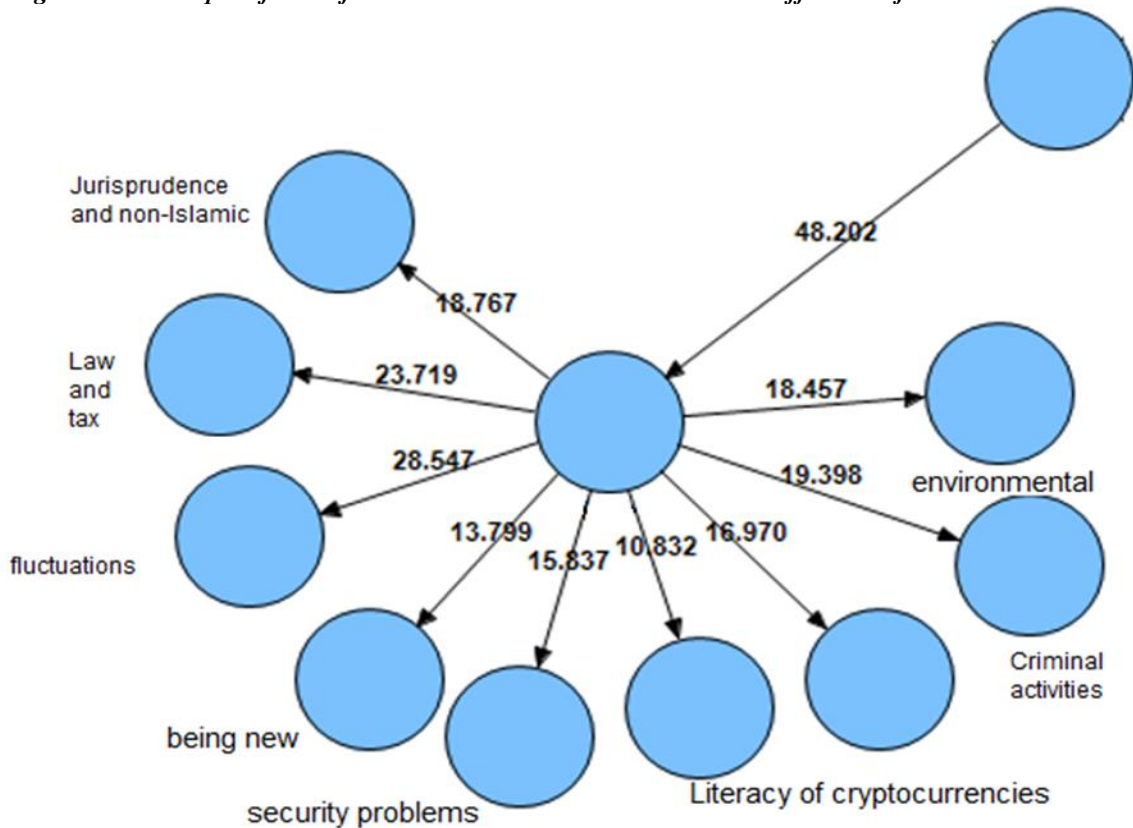 48.202
Jurisprudence
and non-Islamic
18.767
Law
and
tax
23.719
18.457
28.547
19.398
environmental
fluctuations
13.799
15.837
10.832
16.970
Criminal
activities
being new
security problems
Literacy of cryptocurrencies